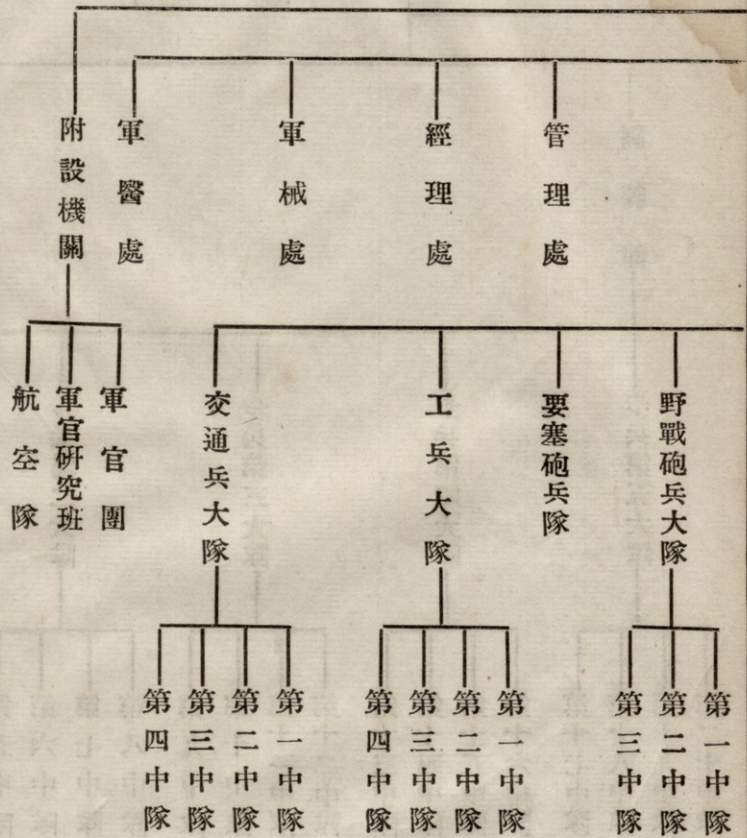 管理處
經理處
軍械處
軍醫處
附設機關
野戰砲兵大隊
要塞砲兵隊
工兵大隊
交通兵大隊
軍官團
軍官研究班
航空隊
第一中隊
第二中隊
第三中隊
第一中隊
第二中隊
第三中隊
第四中隊
第一中隊
第二中隊
第三中隊
第四中隊